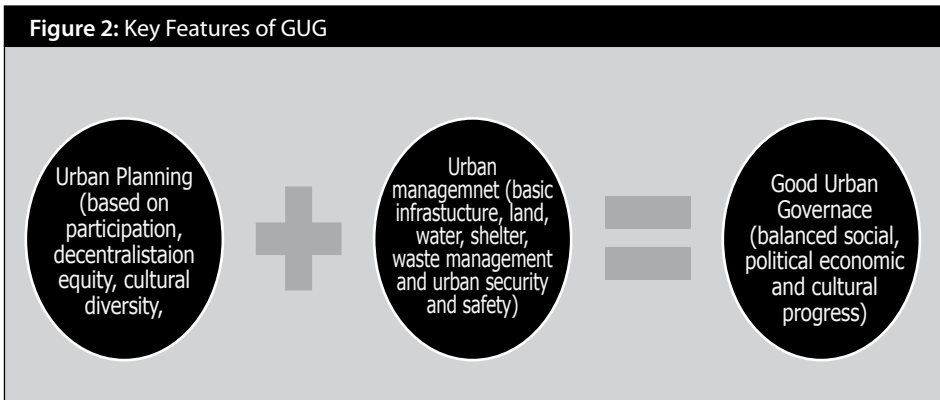 Figure 2: Key Features of GUG
Urban Planning
(based on
participation,
decentralistaion
equity, cultural
diversity,
Urban
managemnet (basic
infrastucture, land,
water, shelter,
waste management
and urban security
and safety)
Good Urban
Governace
(balanced social,
political economic
and cultural
progress)